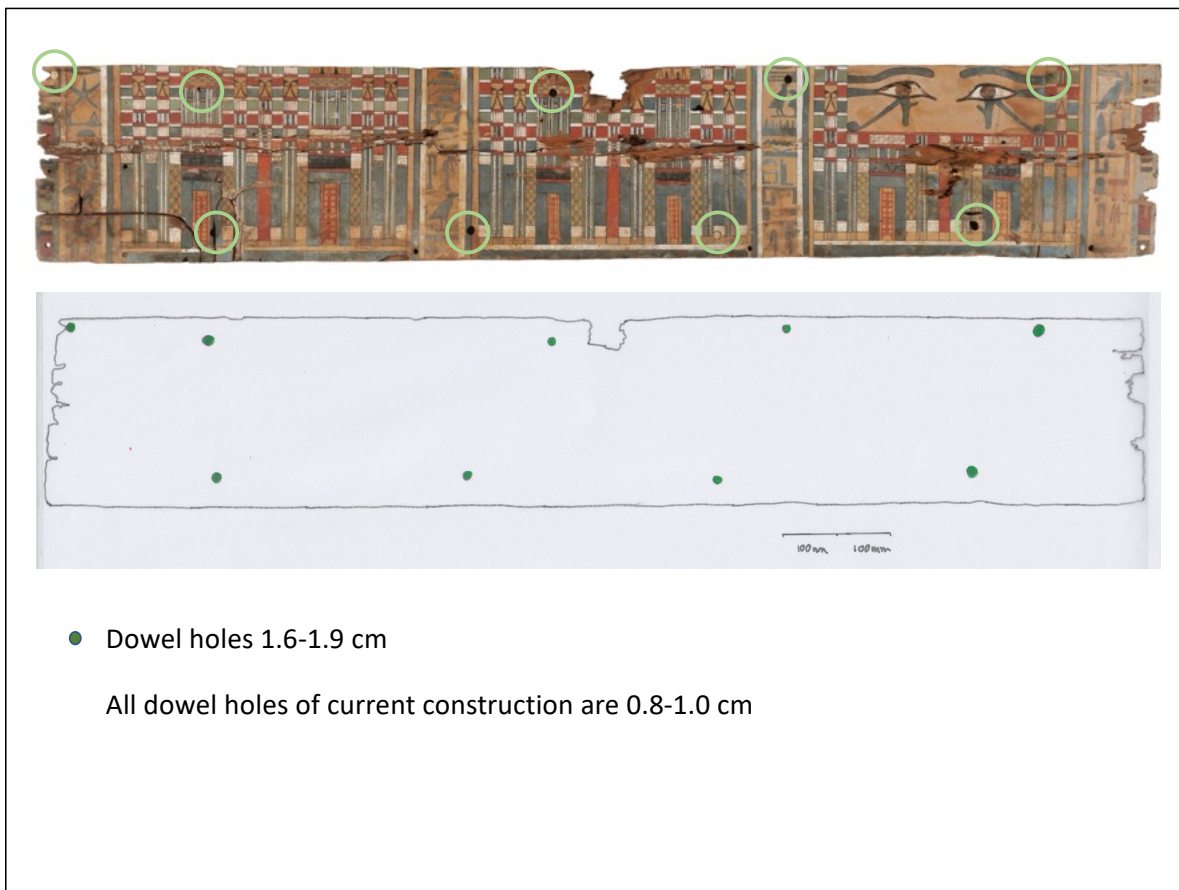 100mm 100mm
Dowel holes 1.6-1.9 cm
All dowel holes of current construction are 0.8-1.0 cm